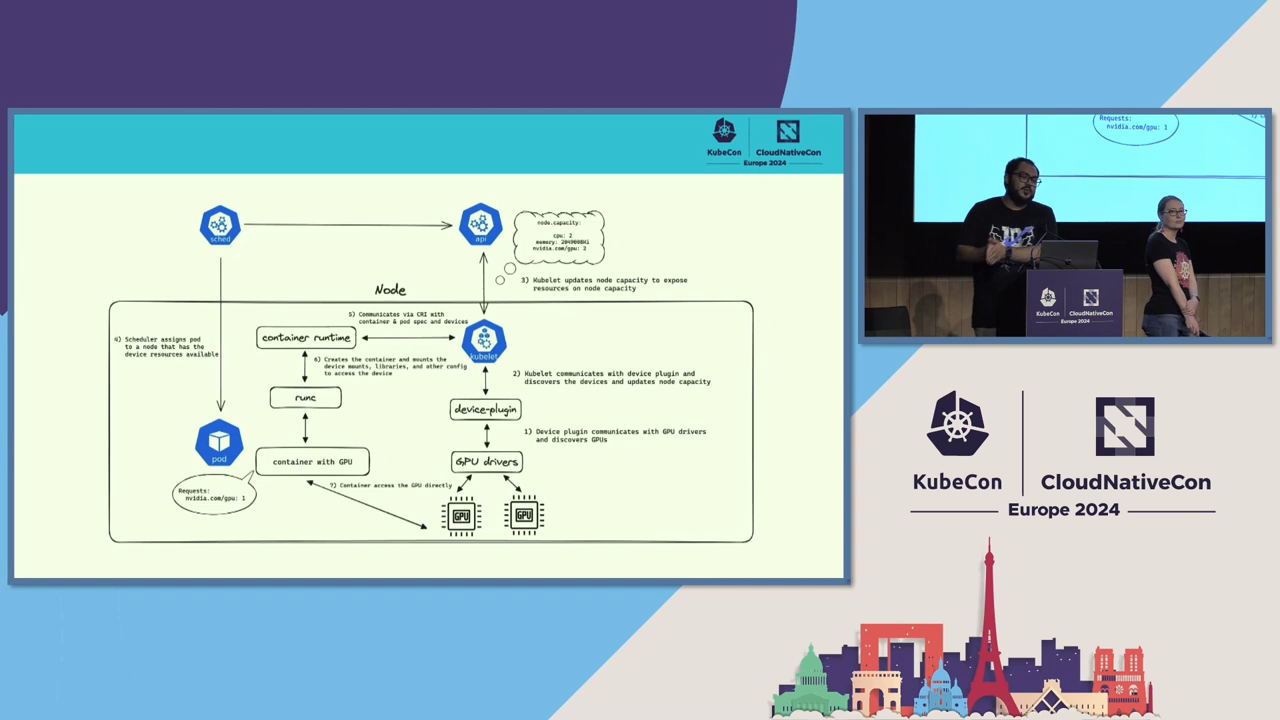 KubeCon
CloudNativeCon
Europe 2024
sched
api
node.capacity:
cpu: 2
memory: 2049008Ki
nvidia.com/gpu: 2
3) Kubelet updates node capacity to expose
resources on node capacity
Node
4) Scheduler assigns pod
to a node that has the
device resources available
5) Communicates via CRI with
container & pod spec and devices
container runtime
kubelet
6) Creates the container and mounts the
device mounts, libraries, and other config
to access the device
2) Kubelet communicates with device plugin and
discovers the devices and updates node capacity
runc
device-plugin
1) Device plugin communicates with GPU drivers
and discovers GPUs
pod
container with GPU
GPU drivers
Requests:
nvidia.com/gpu: 1
7) Container access the GPU directly
GPU
GPU
Requests:
nvidia.com/gpu: 1
KubeCon
CloudNativeCon
Europe 2024
KubeCon
CloudNativeCon
Europe 2024